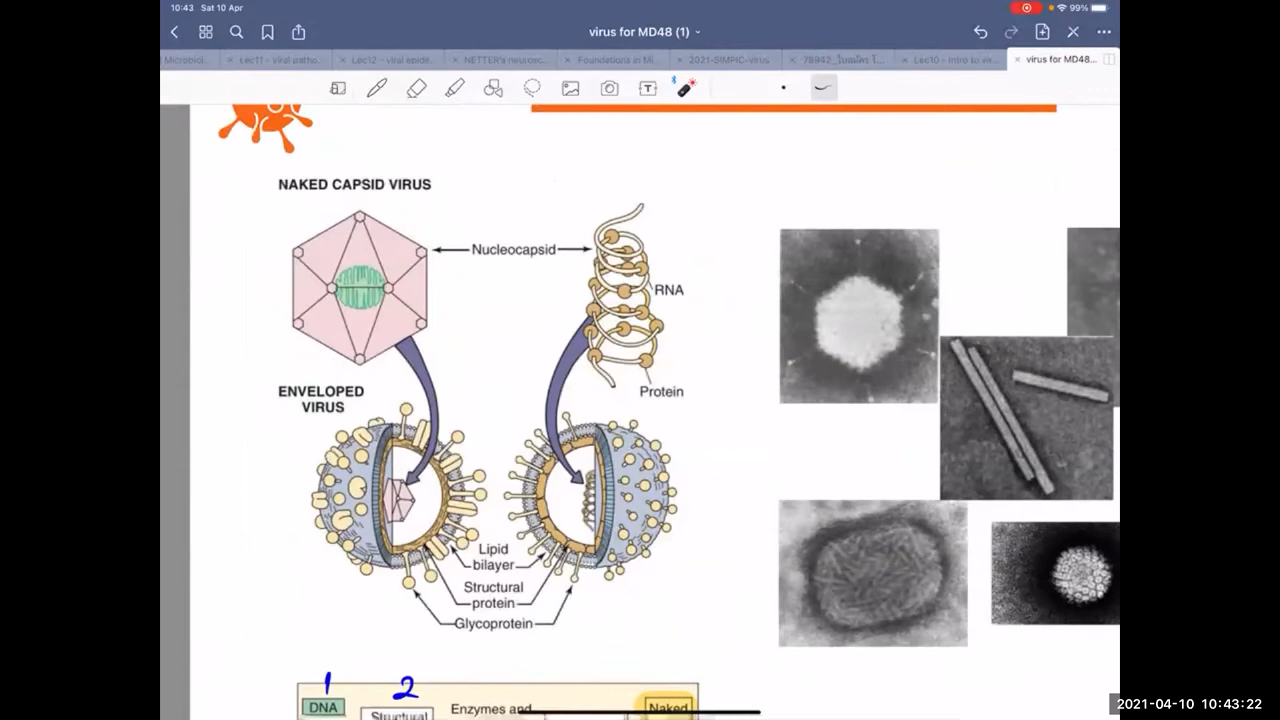 10:43 Sat 10 Apr
99%
virus for MD48 (1)
Microbiol...
Lec11 - viral patho...
Lec12 - viral epide...
NETTER's neurosc...
Foundations in Mi...
2021-SIMPIC-virus
Lec10 - Intro to vir...
virus for MD48...
NAKED CAPSID VIRUS
Nucleocapsid
RNA
Protein
ENVELOPED
VIRUS
Lipid
bilayer
Structural
protein
Glycoprotein
1
2
DNA
Structural
Enzymes and
Naked
2021-04-10 10:43:22